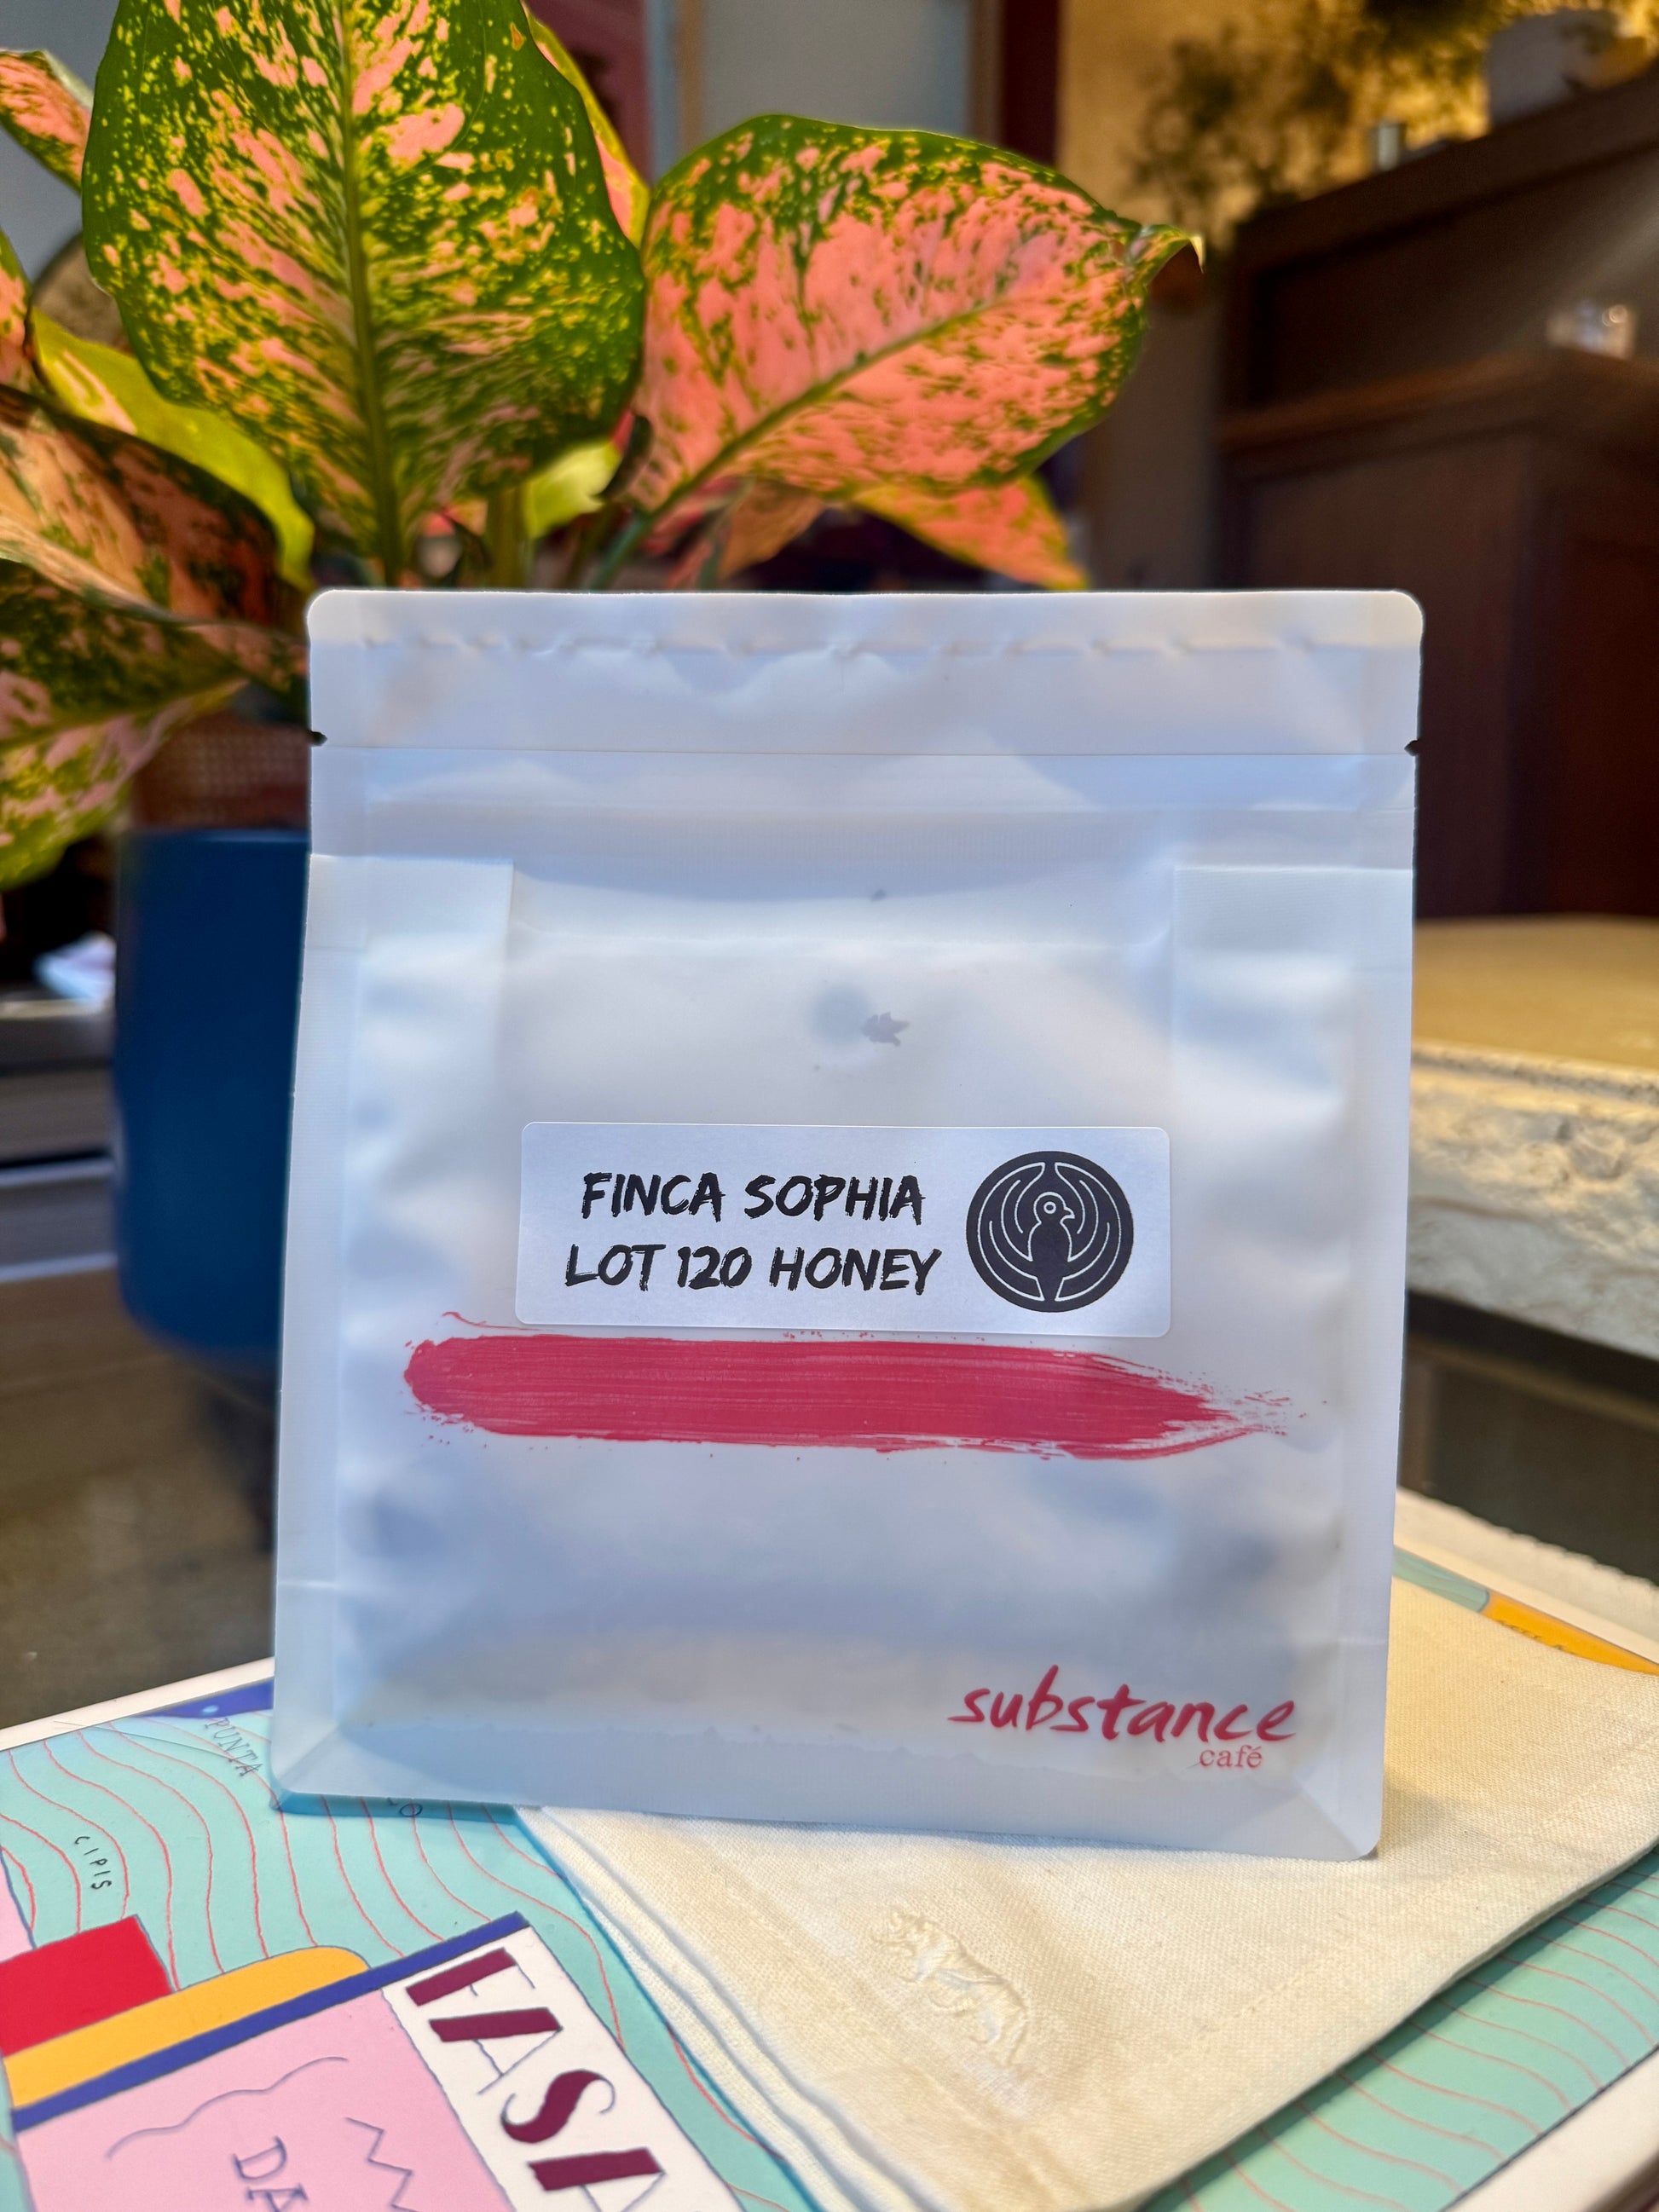 FINCA SOPHIA
LOT 120 HONEY
substance
café
PUNTA
CIPIS